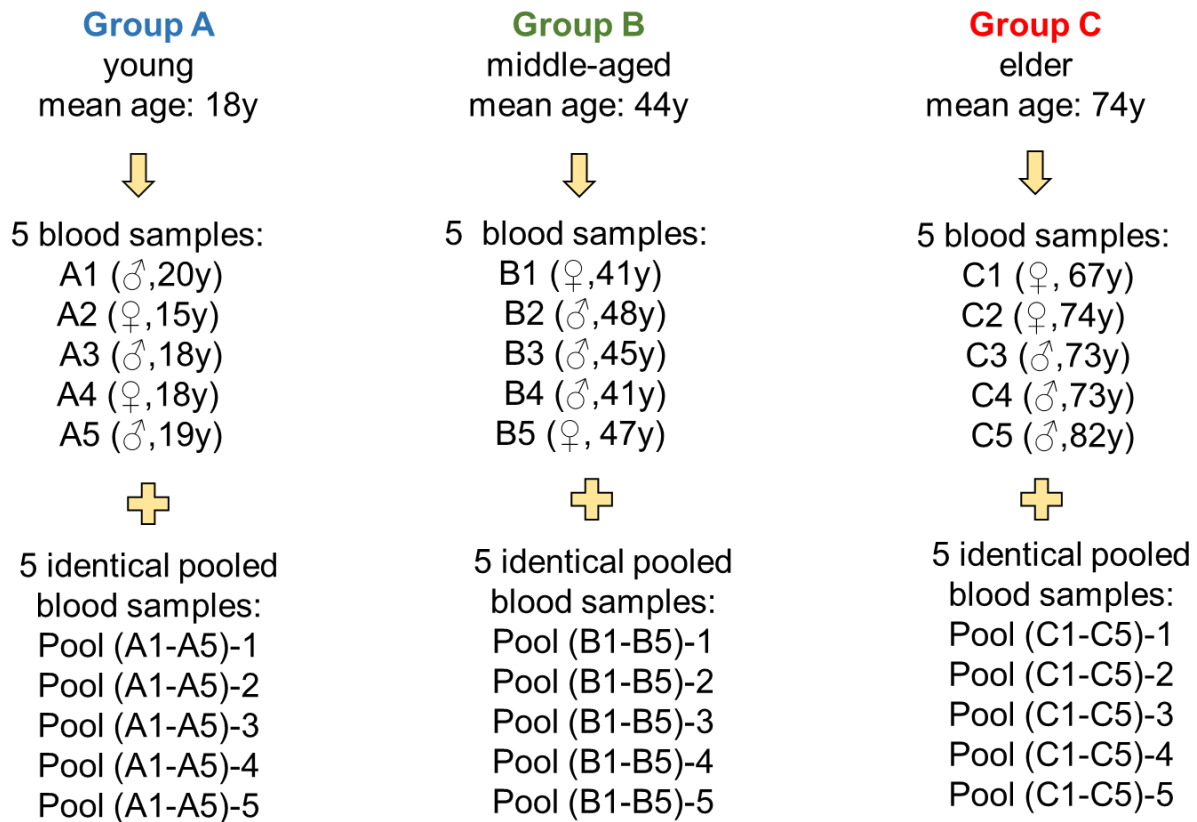 Group A
young
mean age: 18y
5 blood samples:
A1 (♂,20y)
A2 (♀,15y)
A3 (♂,18y)
A4 (♀,18y)
A5 (♂,19y)
5 identical pooled
blood samples:
Pool (A1-A5)-1
Pool (A1-A5)-2
Pool (A1-A5)-3
Pool (A1-A5)-4
Pool (A1-A5)-5
Group B
middle-aged
mean age: 44y
5 blood samples:
B1 (♀,41y)
B2 (♂,48y)
B3 (♂,45y)
B4 (♂,41y)
B5 (♀, 47y)
5 identical pooled
blood samples:
Pool (B1-B5)-1
Pool (B1-B5)-2
Pool (B1-B5)-3
Pool (B1-B5)-4
Pool (B1-B5)-5
Group C
elder
mean age: 74y
5 blood samples:
C1 (♀, 67y)
C2 (♀,74y)
C3 (♂,73y)
C4 (♂,73y)
C5 (♂,82y)
5 identical pooled
blood samples:
Pool (C1-C5)-1
Pool (C1-C5)-2
Pool (C1-C5)-3
Pool (C1-C5)-4
Pool (C1-C5)-5